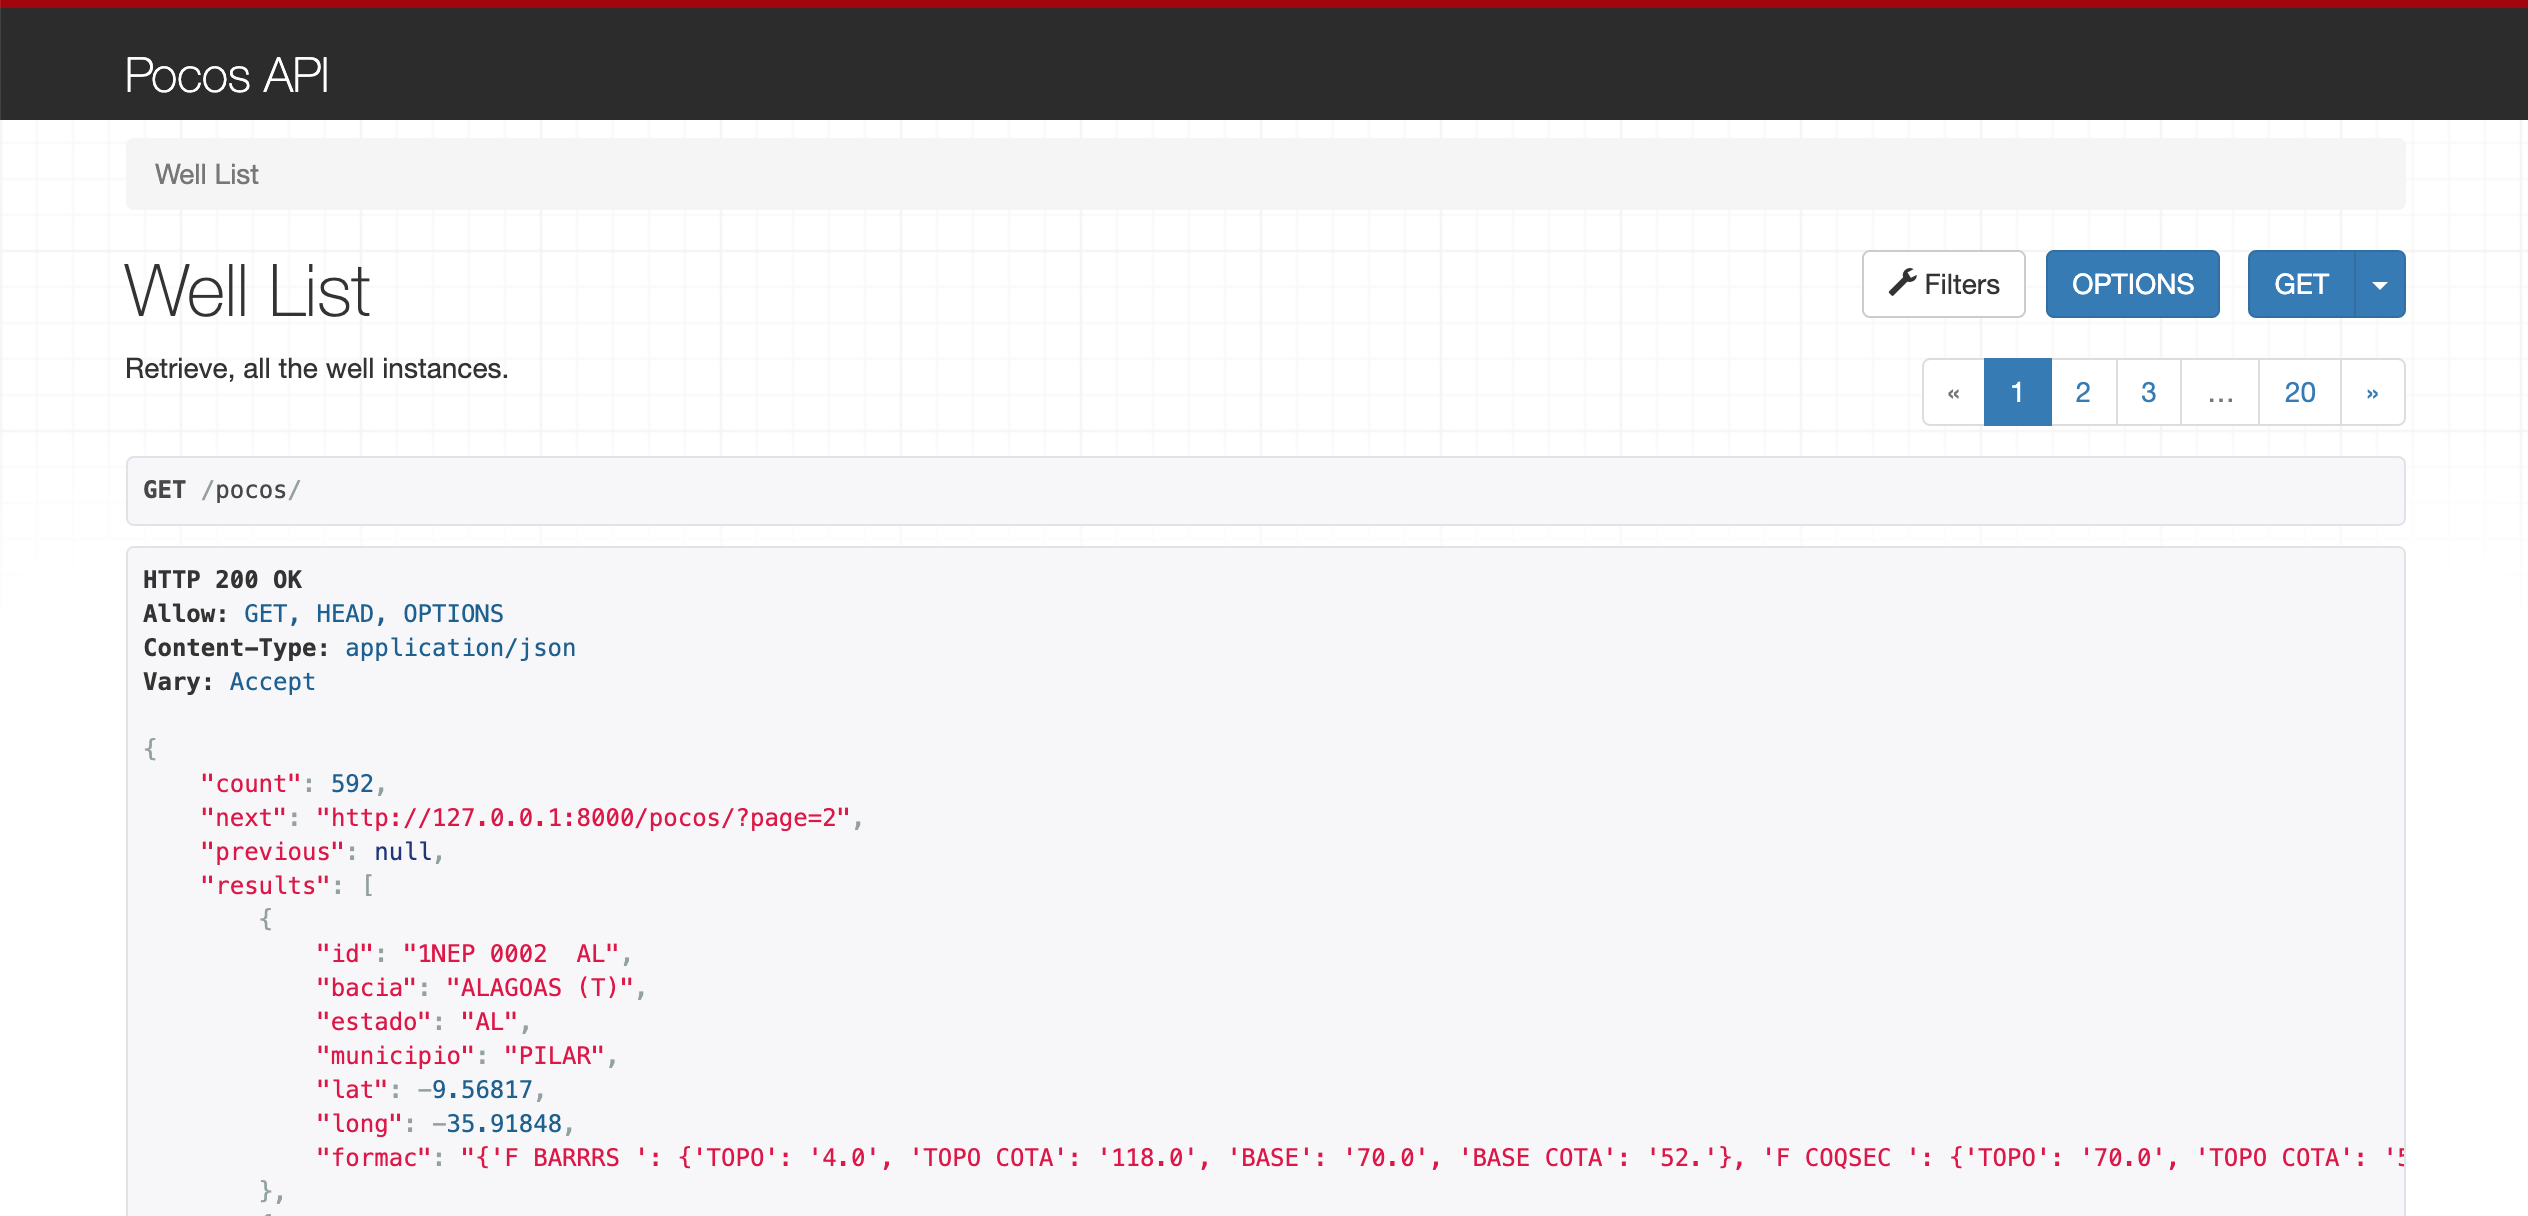 Pocos API
Well List
Well List
Filters OPTIONS GET
Retrieve, all the well instances.
« 1 2 3 … 20 »
GET /pocos/
HTTP 200 OK
Allow: GET, HEAD, OPTIONS
Content-Type: application/json
Vary: Accept
{
    "count": 592,
    "next": "http://127.0.0.1:8000/pocos/?page=2",
    "previous": null,
    "results": [
        {
            "id": "1NEP 0002  AL",
            "bacia": "ALAGOAS (T)",
            "estado": "AL",
            "municipio": "PILAR",
            "lat": -9.56817,
            "long": -35.91848,
            "formac": "{'F BARRRS ': {'TOPO': '4.0', 'TOPO COTA': '118.0', 'BASE': '70.0', 'BASE COTA': '52.'}, 'F COQSEC ': {'TOPO': '70.0', 'TOPO COTA': '
        },